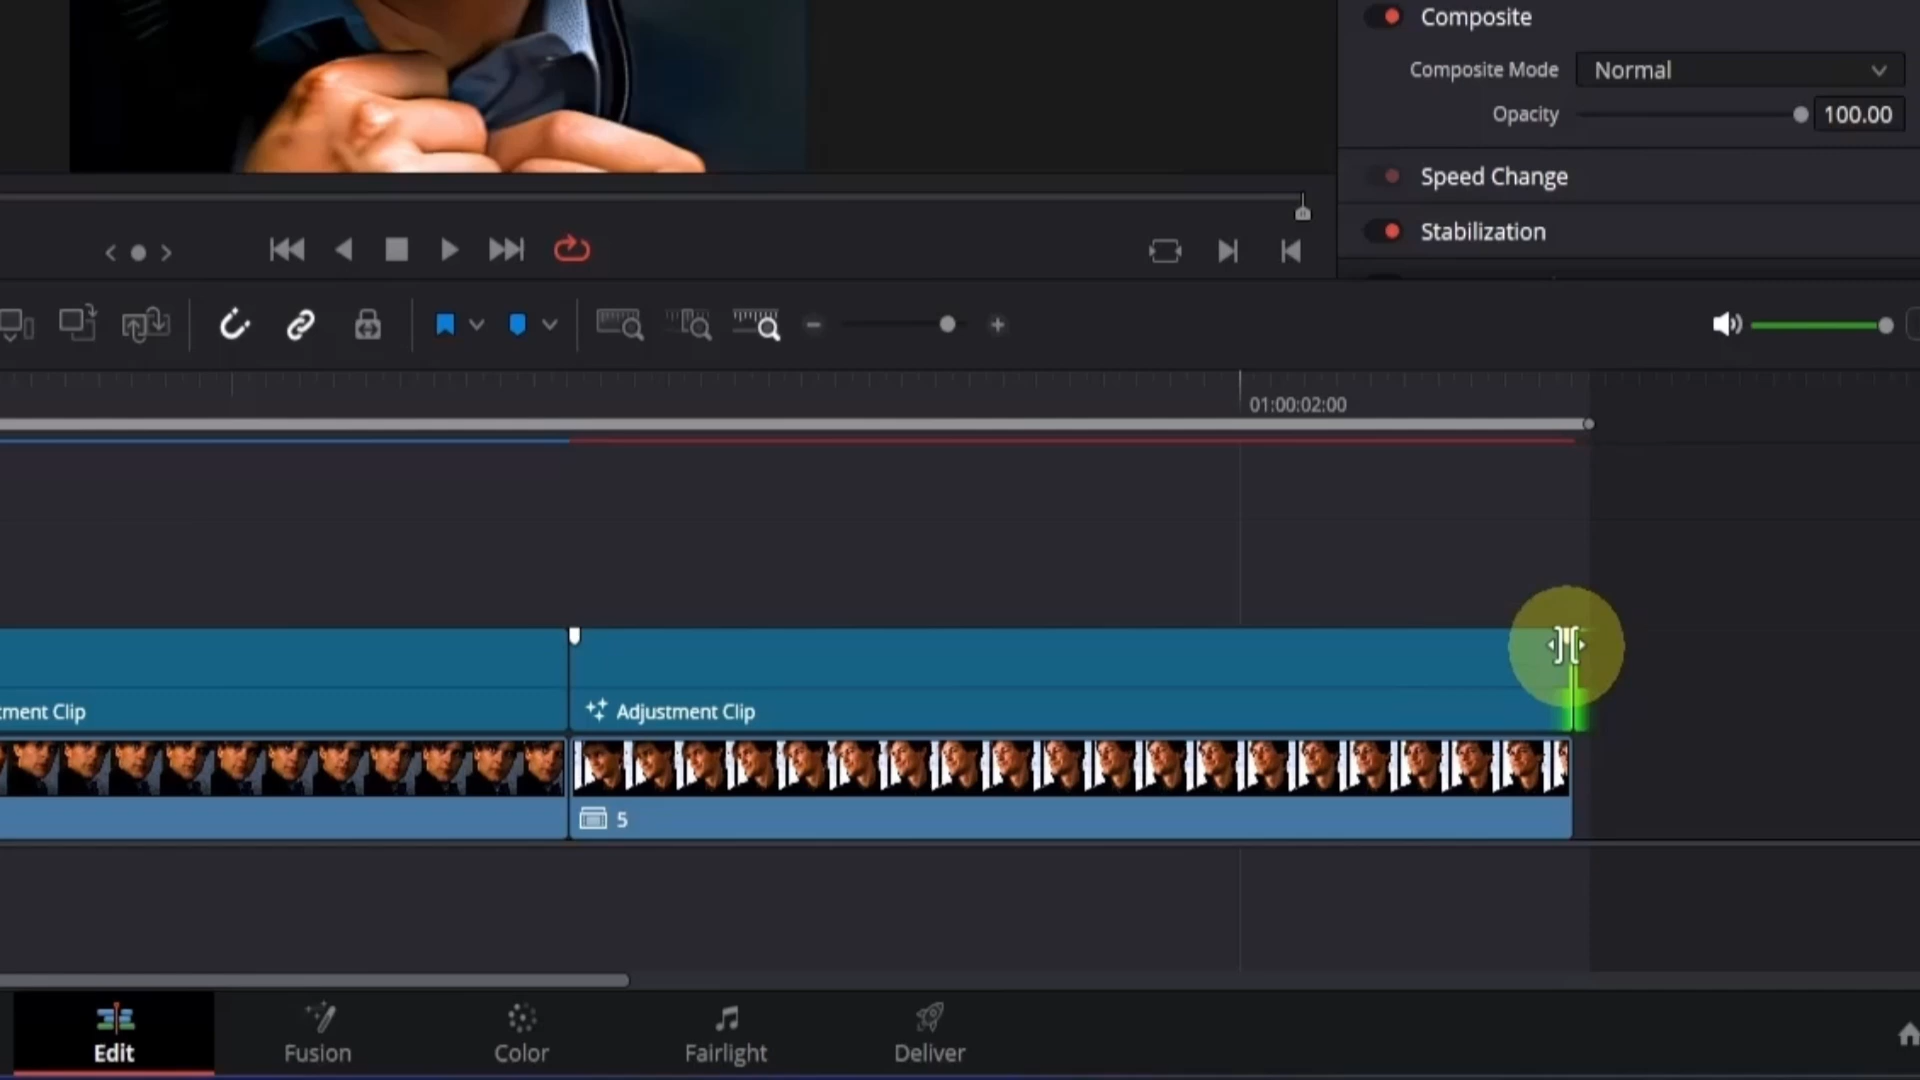 Composite
Composite Mode Normal
Opacity 100.00
Speed Change
Stabilization
01:00:02:00
tment Clip
Adjustment Clip
5
Edit
Fusion
Color
Fairlight
Deliver